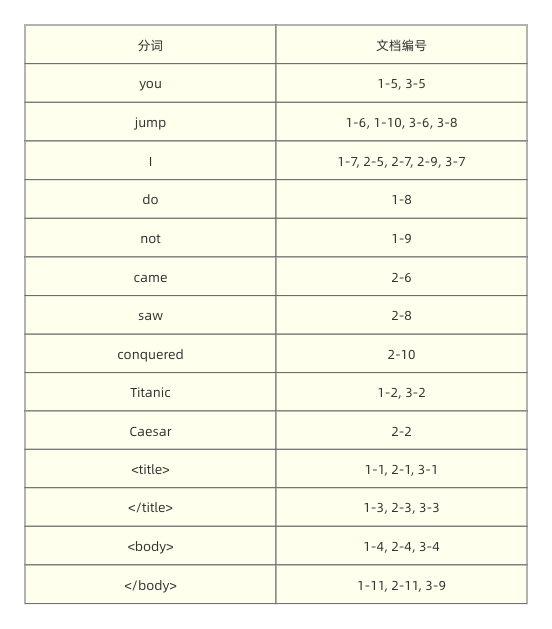 分词 文档编号
you 1-5, 3-5
jump 1-6, 1-10, 3-6, 3-8
I 1-7, 2-5, 2-7, 2-9, 3-7
do 1-8
not 1-9
came 2-6
saw 2-8
conquered 2-10
Titanic 1-2, 3-2
Caesar 2-2
<title> 1-1, 2-1, 3-1
</title> 1-3, 2-3, 3-3
<body> 1-4, 2-4, 3-4
</body> 1-11, 2-11, 3-9